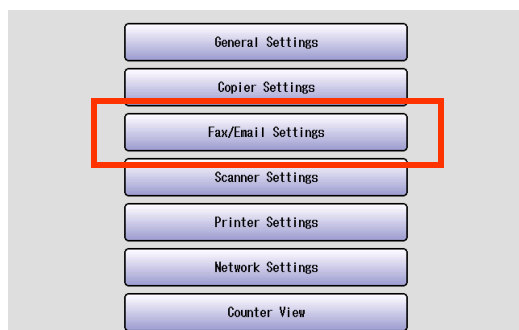 General Settings
Copier Settings
Fax/Email Settings
Scanner Settings
Printer Settings
Network Settings
Counter View